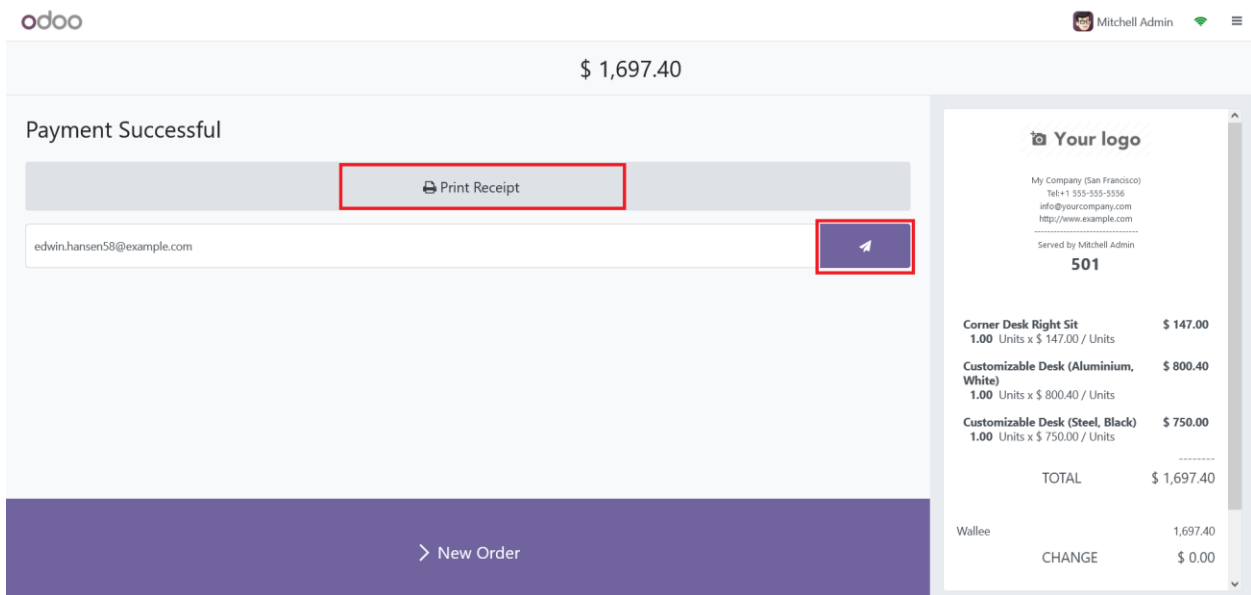 odoo
Mitchell Admin
$ 1,697.40
Payment Successful
Print Receipt
edwin.hansen58@example.com
New Order
Your logo
My Company (San Francisco)
Tel:+1 555-555-5556
info@yourcompany.com
http://www.example.com
--------------------------------
Served by Mitchell Admin
501
Corner Desk Right Sit $ 147.00
1.00 Units x $ 147.00 / Units
Customizable Desk (Aluminium, $ 800.40
White)
1.00 Units x $ 800.40 / Units
Customizable Desk (Steel, Black) $ 750.00
1.00 Units x $ 750.00 / Units
--------
TOTAL $ 1,697.40
Wallee 1,697.40
CHANGE $ 0.00